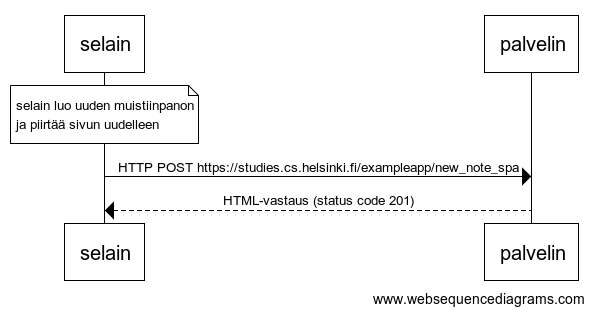 selain
palvelin
selain luo uuden muistiinpanon
ja piirtää sivun uudelleen
HTTP POST https://studies.cs.helsinki.fi/exampleapp/new_note_spa
HTML-vastaus (status code 201)
selain
palvelin
www.websequencediagrams.com